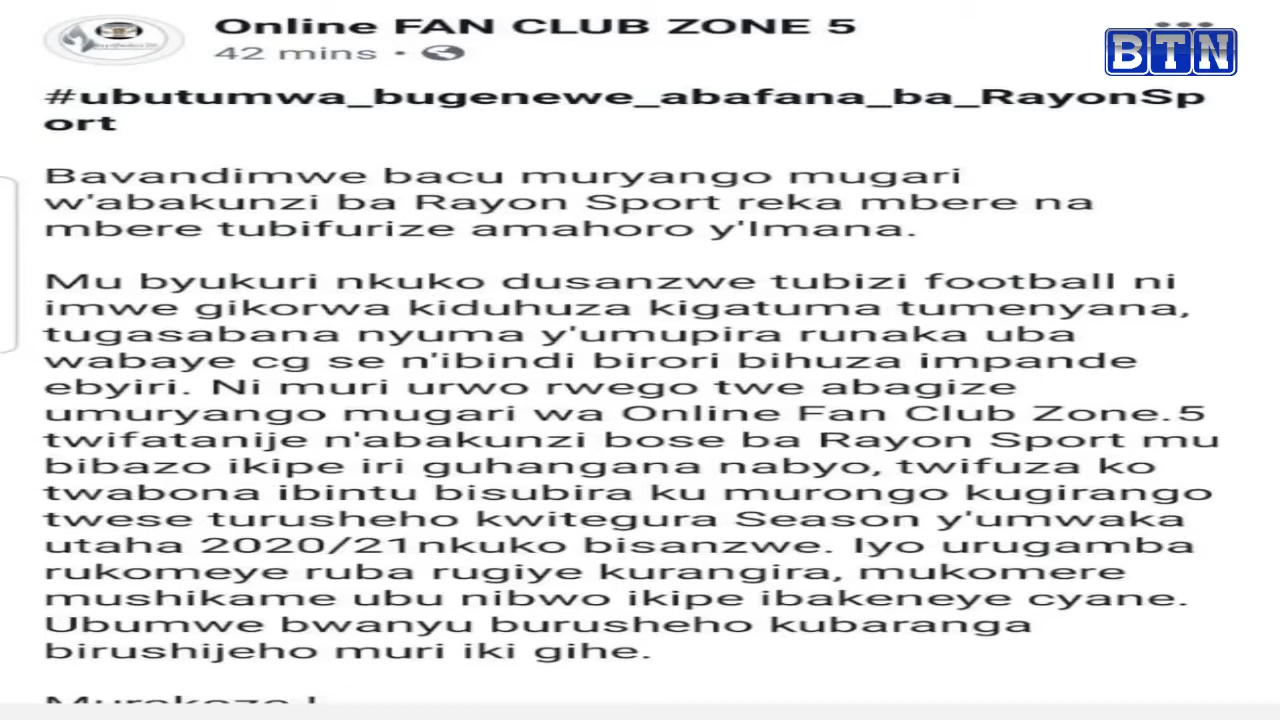 Online FAN CLUB ZONE 5
42 mins ·
BTN
#ubutumwa_bugenewe_abafana_ba_RayonSp
ort
Bavandimwe bacu muryango mugari
w'abakunzi ba Rayon Sport reka mbere na
mbere tubifurize amahoro y'Imana.
Mu byukuri nkuko dusanzwe tubizi football ni
imwe gikorwa kiduhuza kigatuma tumenyana,
tugasabana nyuma y'umupira runaka uba
wabaye cg se n'ibindi birori bihuza impande
ebyiri. Ni muri urwo rwego twe abagize
umuryango mugari wa Online Fan Club Zone.5
twifatanije n'abakunzi bose ba Rayon Sport mu
bibazo ikipe iri guhangana nabyo, twifuza ko
twabona ibintu bisubira ku murongo kugirango
twese turusheho kwitegura Season y'umwaka
utaha 2020/21nkuko bisanzwe. Iyo urugamba
rukomeye ruba rugiye kurangira, mukomere
mushikame ubu nibwo ikipe ibakeneye cyane.
Ubumwe bwanyu burusheho kubaranga
birushijeho muri iki gihe.